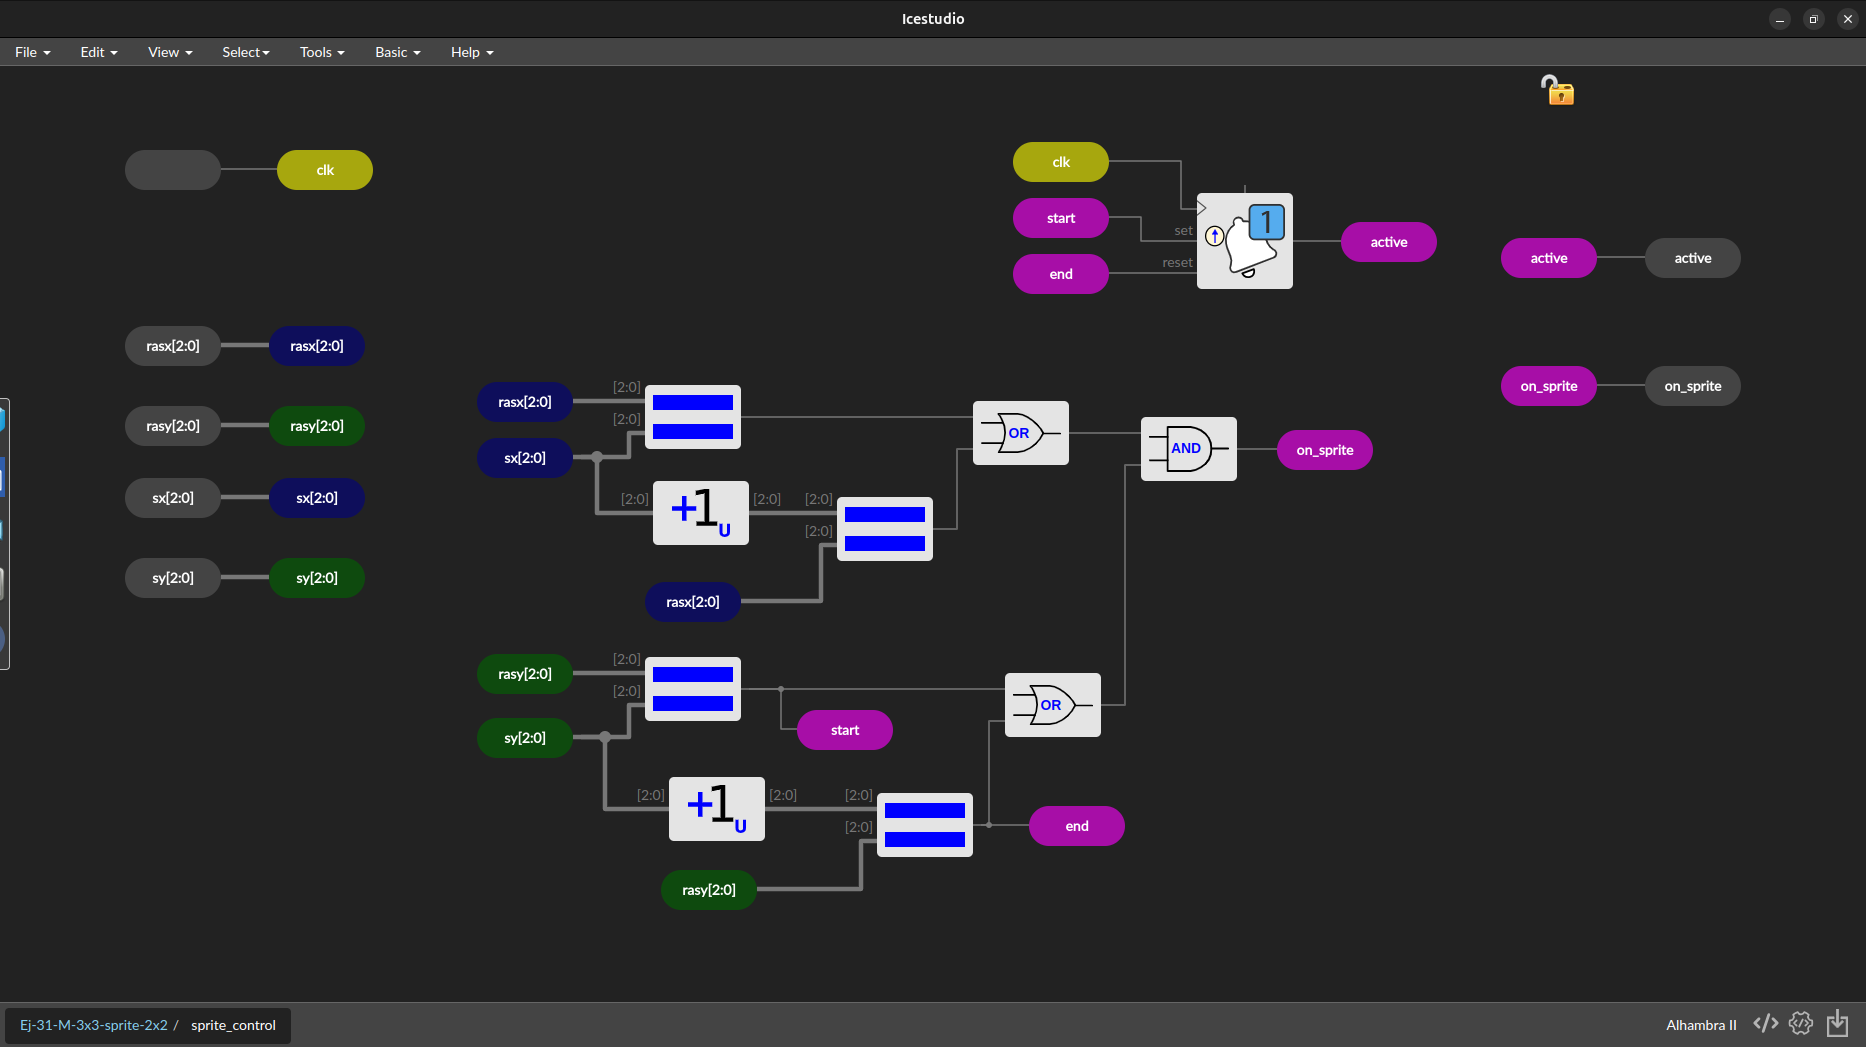 Icestudio
File Edit View Select Tools Basic Help
clk
clk
start
set
1
active
end
reset
active active
rasx[2:0] rasx[2:0]
rasx[2:0] [2:0]
[2:0]
sx[2:0]
OR
AND
on_sprite
on_sprite on_sprite
rasy[2:0] rasy[2:0]
sx[2:0] sx[2:0]
[2:0] +1U [2:0] [2:0]
[2:0]
rasx[2:0]
sy[2:0] sy[2:0]
rasy[2:0] [2:0]
[2:0]
sy[2:0]
start
OR
[2:0] +1U [2:0] [2:0]
[2:0]
end
rasy[2:0]
Ej-31-M-3x3-sprite-2x2 / sprite_control
Alhambra II </> </>